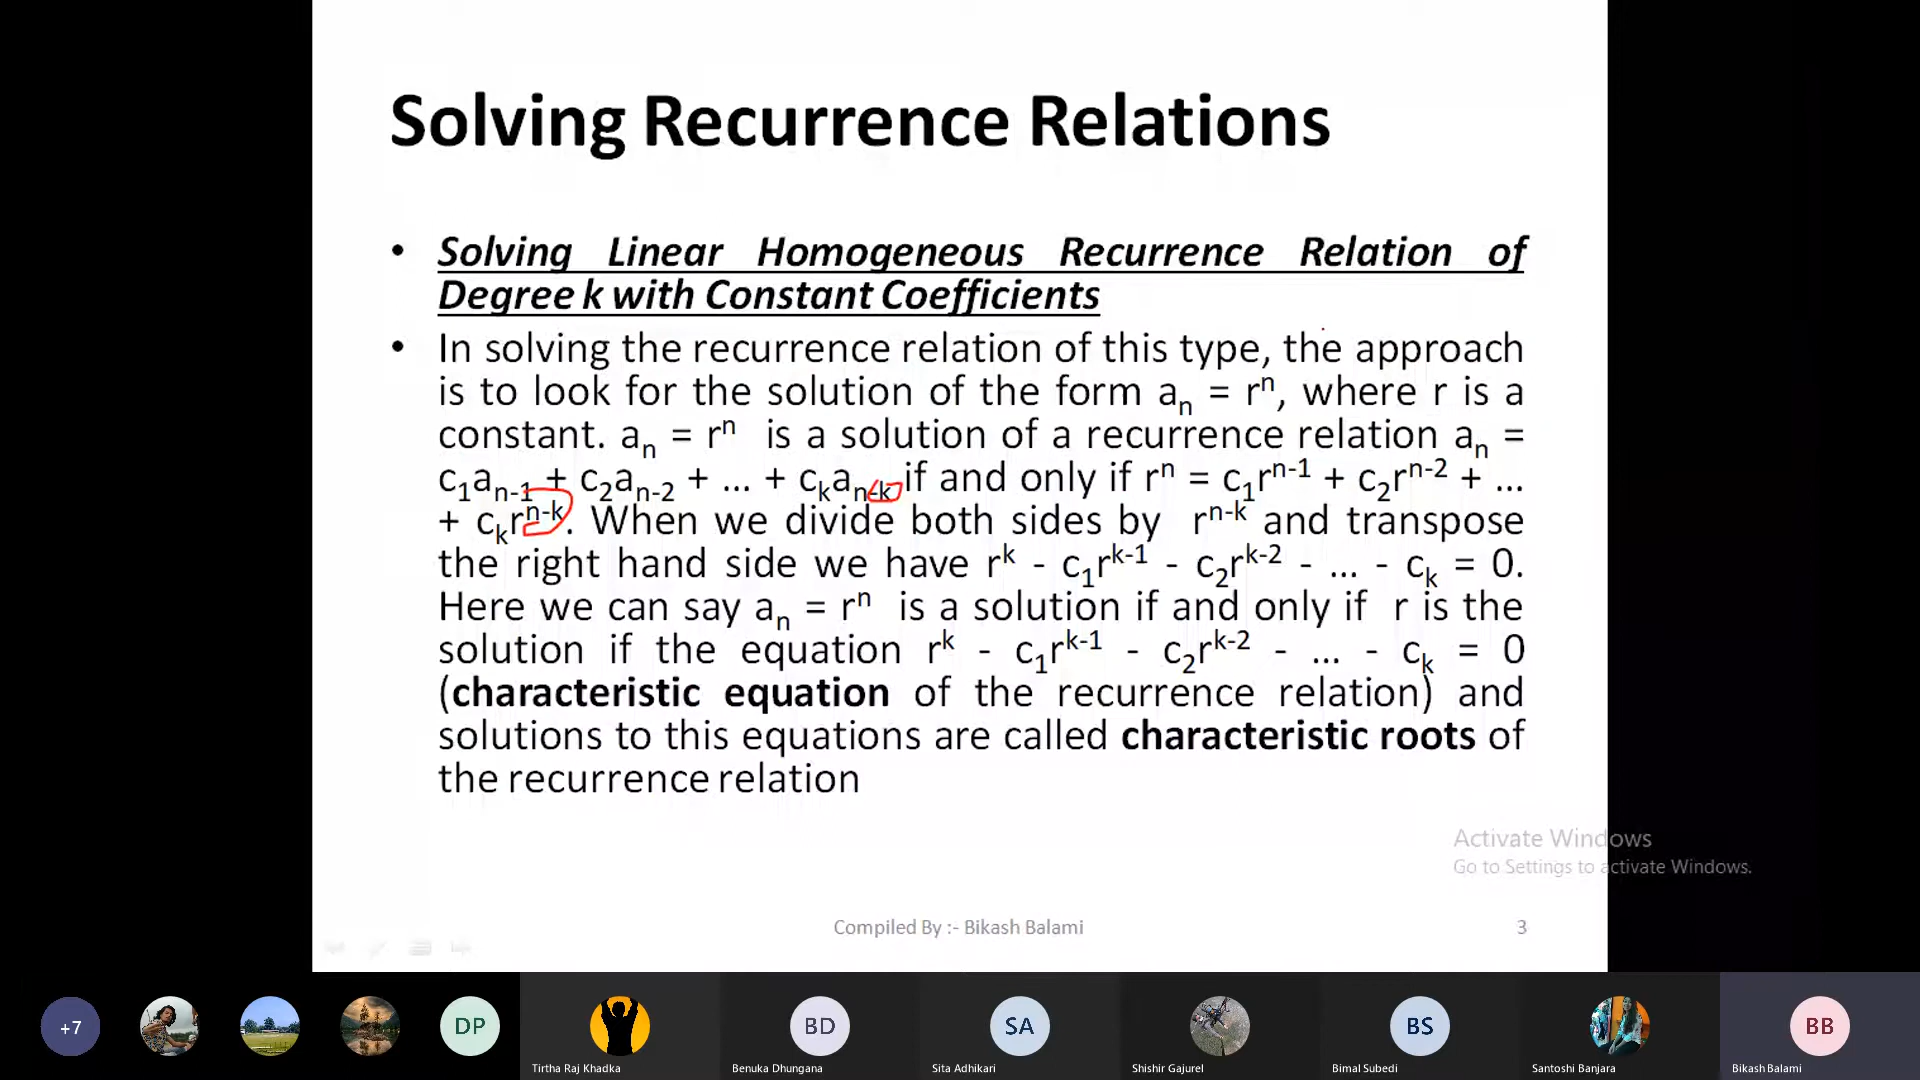 Solving Recurrence Relations
• Solving Linear Homogeneous Recurrence Relation of
Degree k with Constant Coefficients
• In solving the recurrence relation of this type, the approach
is to look for the solution of the form aₙ = rⁿ, where r is a
constant. aₙ = rⁿ is a solution of a recurrence relation aₙ =
c₁aₙ₋₁ + c₂aₙ₋₂ + ... + cₖaₙ₋ₖ if and only if rⁿ = c₁rⁿ⁻¹ + c₂rⁿ⁻² + ...
+ cₖrⁿ⁻ᵏ. When we divide both sides by rⁿ⁻ᵏ and transpose
the right hand side we have rᵏ - c₁rᵏ⁻¹ - c₂rᵏ⁻² - ... - cₖ = 0.
Here we can say aₙ = rⁿ is a solution if and only if r is the
solution if the equation rᵏ - c₁rᵏ⁻¹ - c₂rᵏ⁻² - ... - cₖ = 0
(characteristic equation of the recurrence relation) and
solutions to this equations are called characteristic roots of
the recurrence relation
Activate Windows
Go to Settings to activate Windows.
Compiled By :- Bikash Balami 3
+7 DP BD SA BS BB
Tirtha Raj Khadka Benuka Dhungana Sita Adhikari Shishir Gajurel Bimal Subedi Santoshi Banjara Bikash Balami